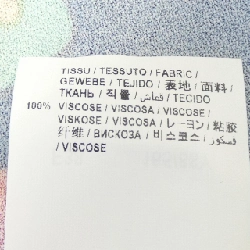 TISSU / TESSUTO / FABRIC /
GEWEBE / TEJIDO / 表地 / 面料 /
ТКАНЬ / 직물 / قماش / TECIDO
100% VISCOSE / VISCOSA / VISCOSE /
VISKOSE / VISCOSA / レーヨン / 粘胶
纤维 / ВИСКОЗА / 비스코스 / فسكوز
/ VISCOSE